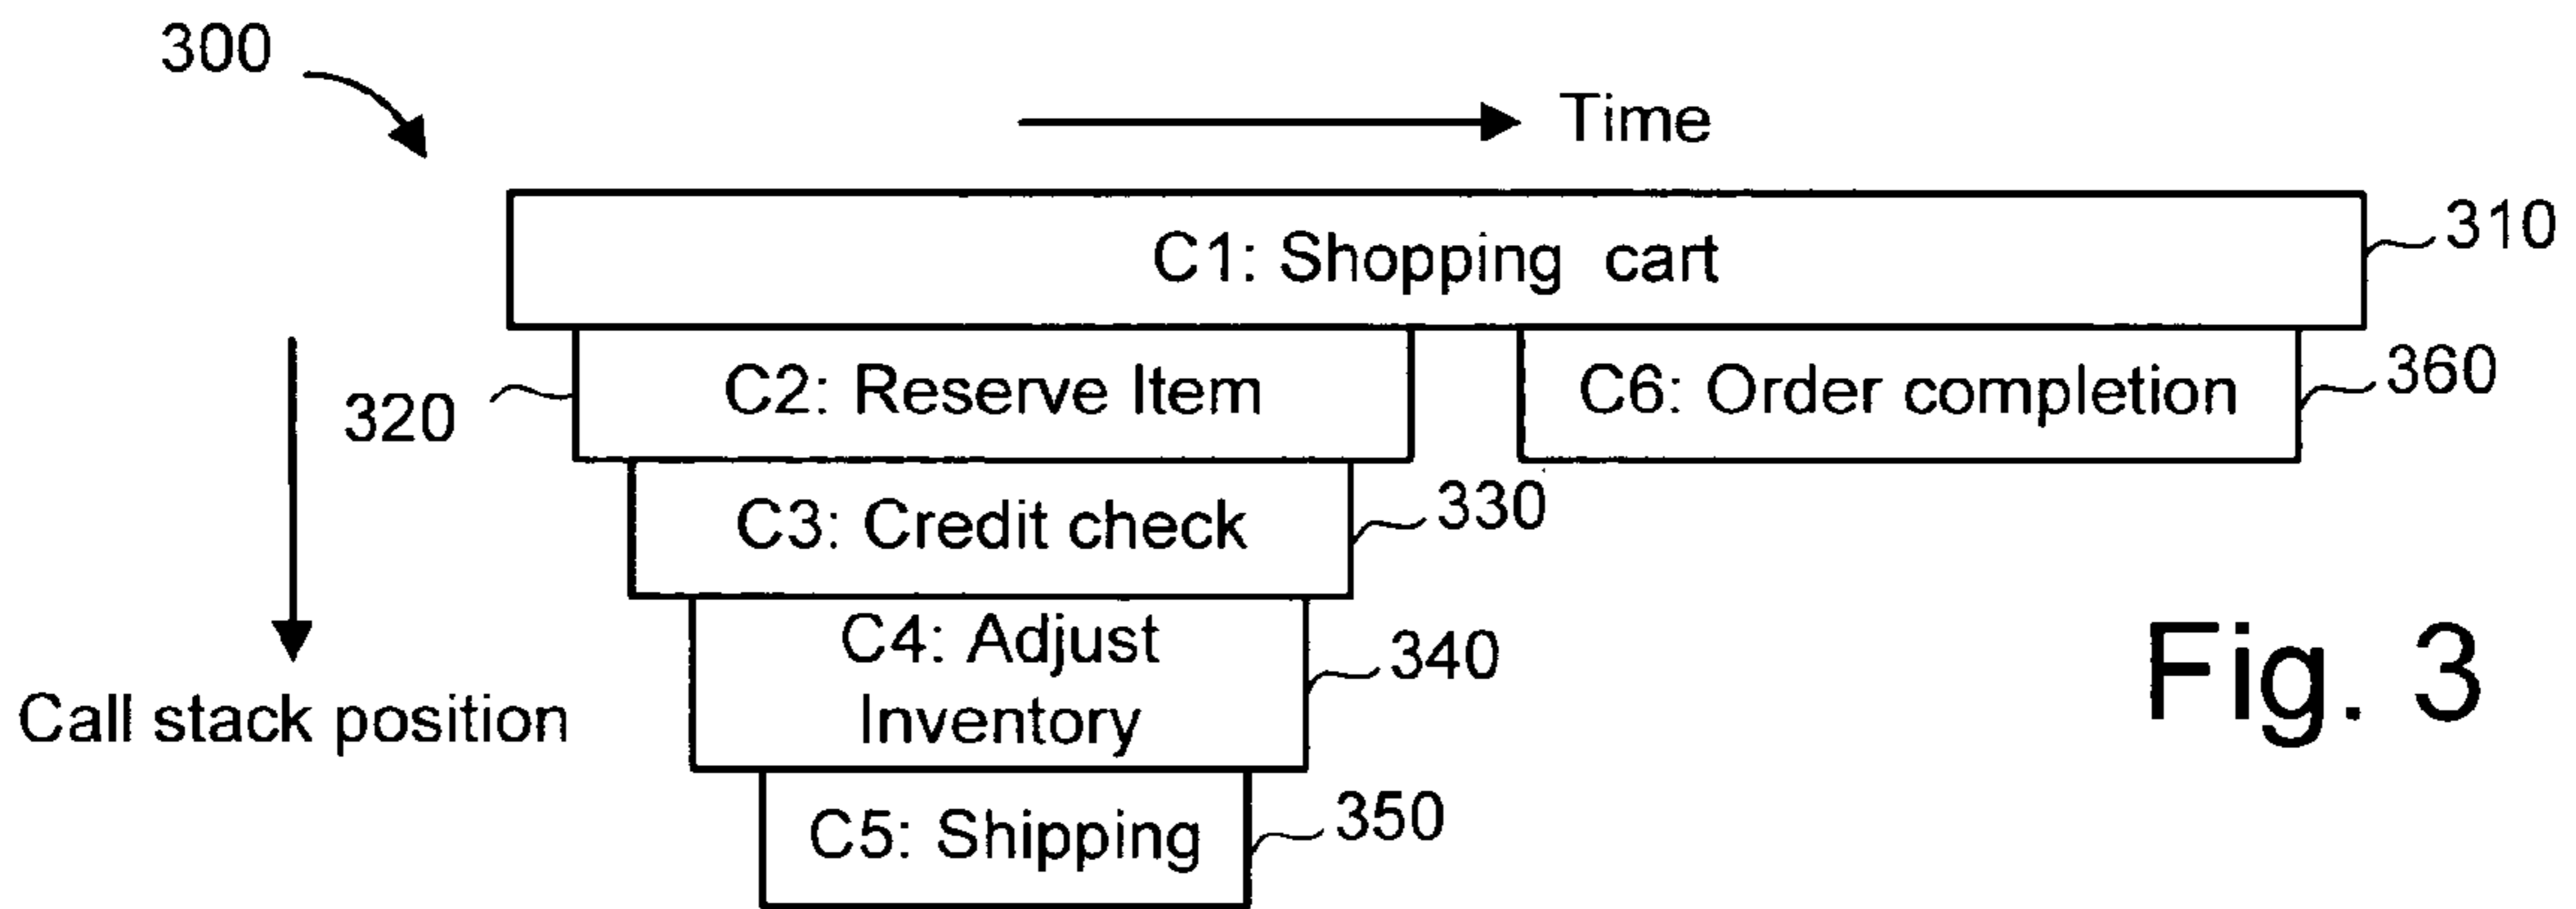 300
Time
C1: Shopping cart
310
C2: Reserve Item
C6: Order completion
360
320
C3: Credit check
330
C4: Adjust
Inventory
340
Fig. 3
Call stack position
C5: Shipping
350